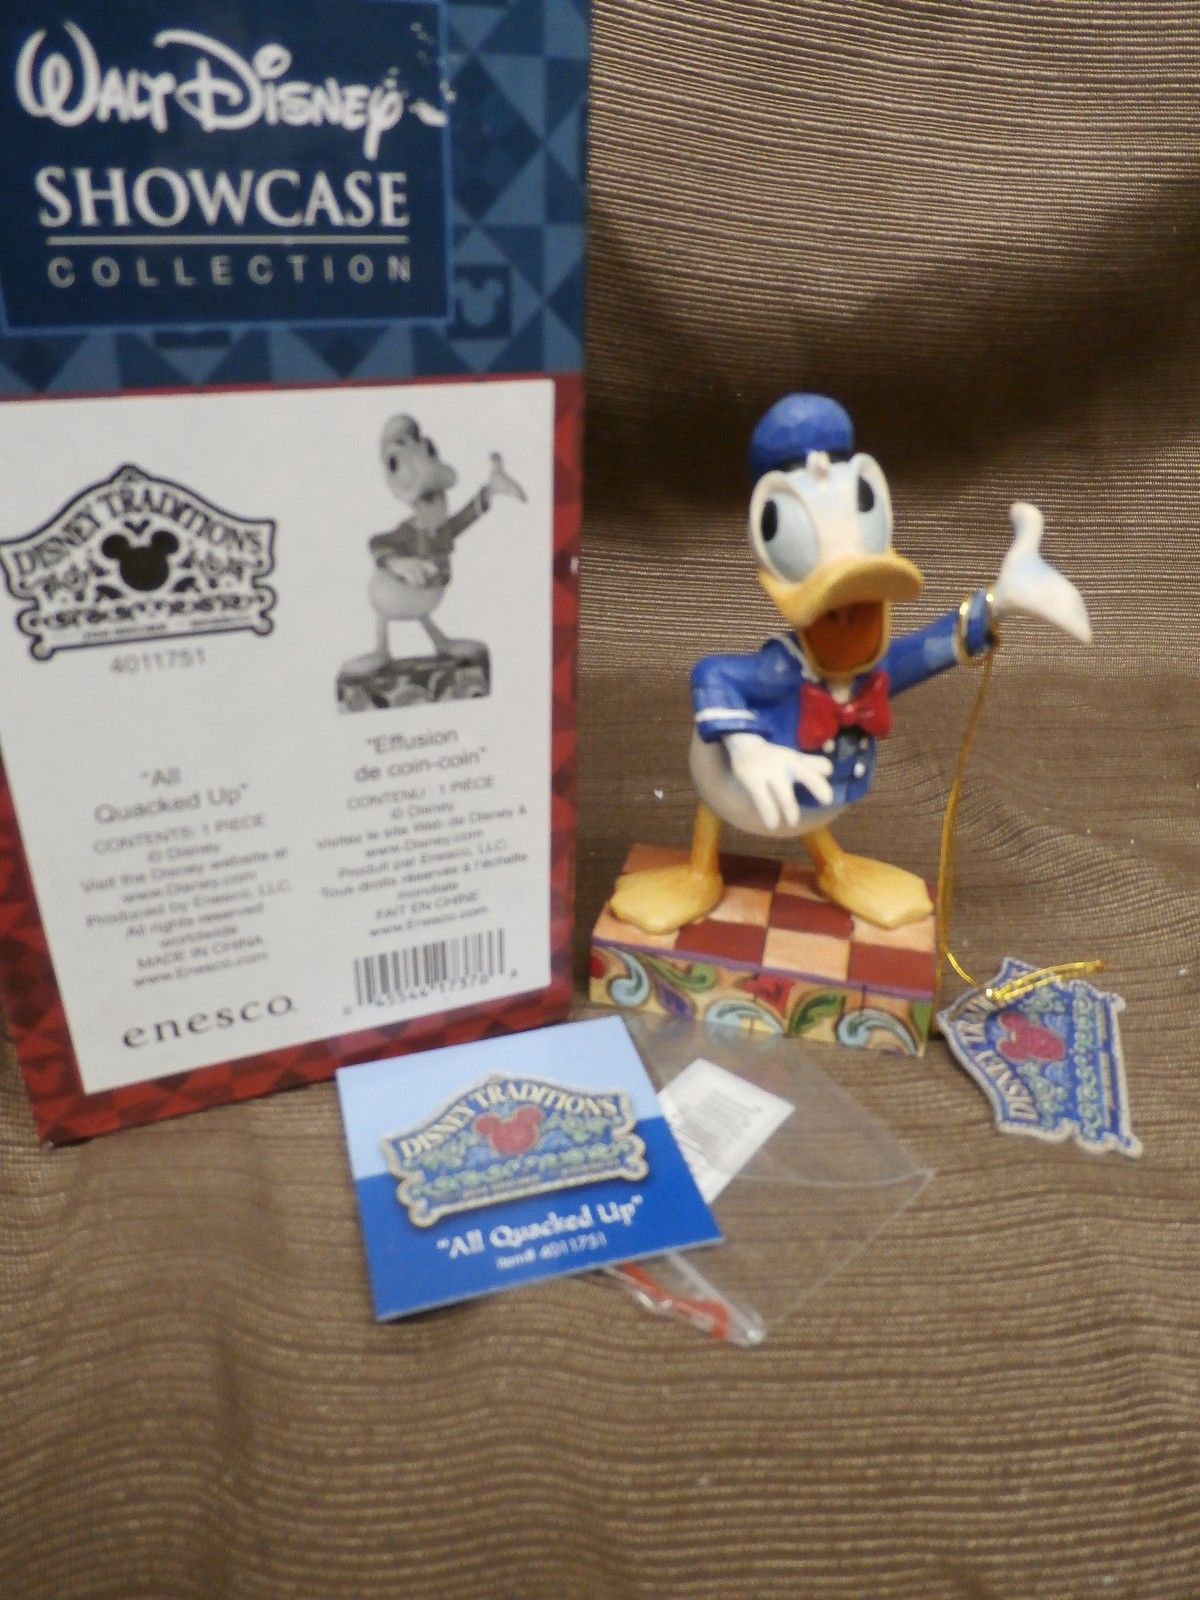 WALT DISNEY
SHOWCASE
COLLECTION
DISNEY TRADITIONS
4011751
"All
Quacked Up"
CONTENTS: 1 PIECE
© Disney
Visit the Disney website at
www.Disney.com
Produced by Enesco, LLC.
All rights reserved
worldwide
MADE IN CHINA
www.Enesco.com
enesco.
"Effusion
de coin-coin"
CONTENU : 1 PIÈCE
© Disney
Visitez le site Web de Disney à
www.Disney.com
Produit par Enesco, LLC.
Tous droits réservés à l'échelle
mondiale
FAIT EN CHINE
www.Enesco.com
0 45544 17376
DISNEY TRADITIONS
"All Quacked Up"
Item# 4011751
DISNEY TRA